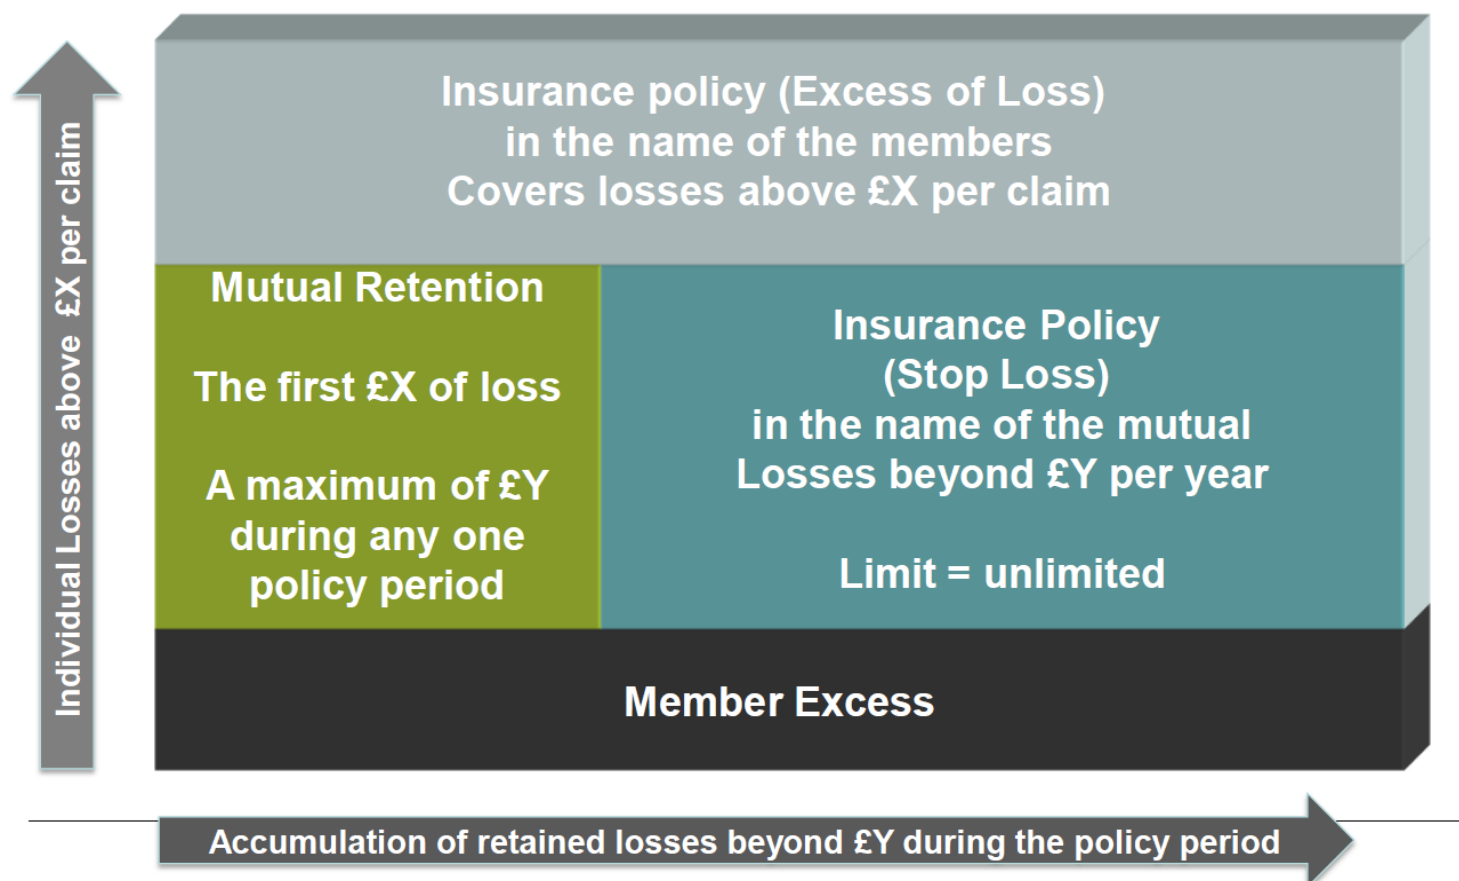 Individual Losses above £X per claim
Insurance policy (Excess of Loss)
in the name of the members
Covers losses above £X per claim
Mutual Retention
The first £X of loss
A maximum of £Y
during any one
policy period
Insurance Policy
(Stop Loss)
in the name of the mutual
Losses beyond £Y per year
Limit = unlimited
Member Excess
Accumulation of retained losses beyond £Y during the policy period